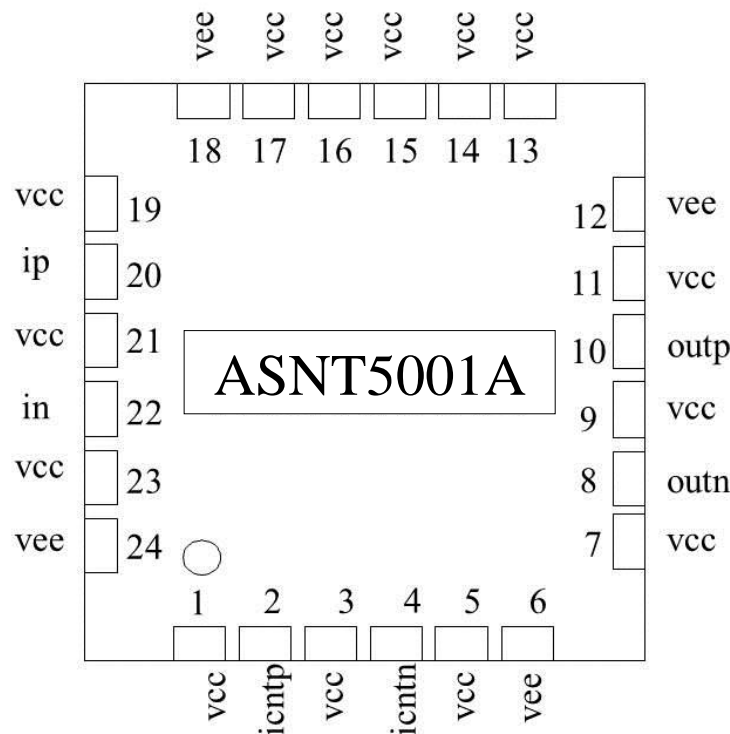 vee vcc vcc vcc vcc vcc
18 17 16 15 14 13
vcc 19 12 vee
ip 20 11 vcc
vcc 21 ASNT5001A 10 outp
in 22 9 vcc
vcc 23 8 outn
vee 24 7 vcc
1 2 3 4 5 6
vcc icntp vcc icntn vcc vee